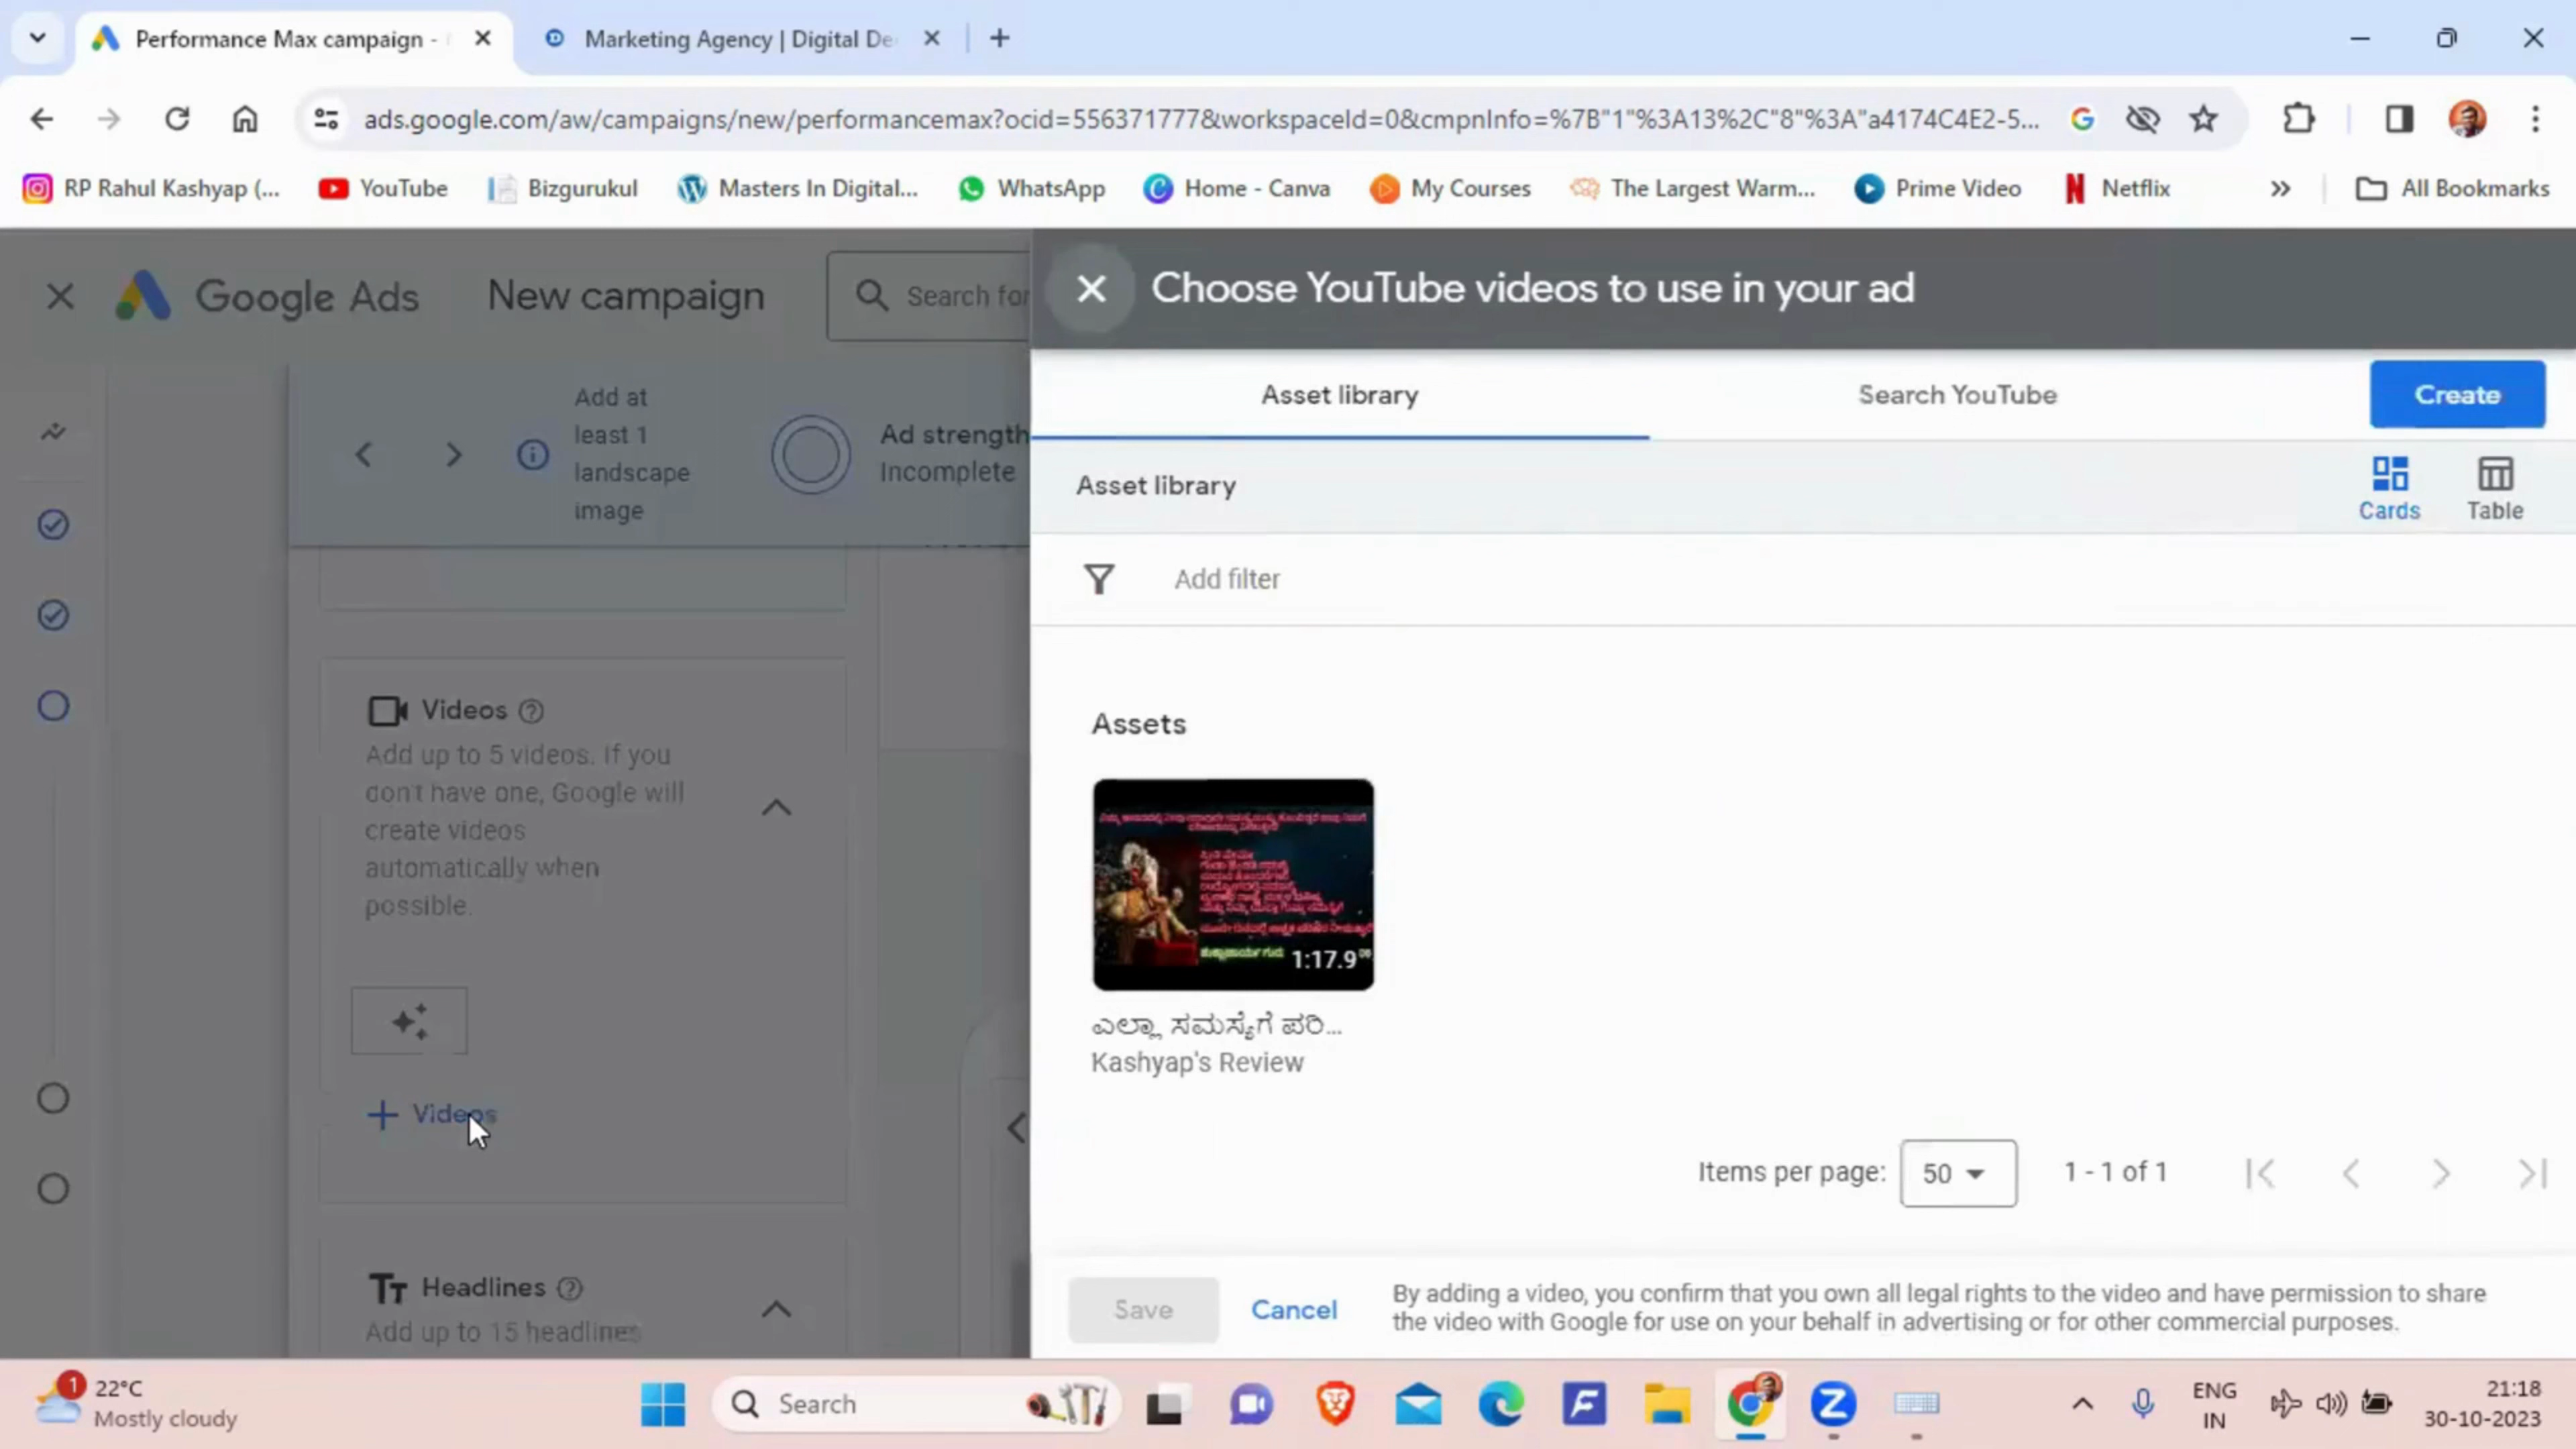 Performance Max campaign -
Marketing Agency | Digital De
ads.google.com/aw/campaigns/new/performancemax?ocid=556371777&workspaceId=0&cmpnInfo=%7B"1"%3A13%2C"8"%3A"a4174C4E2-5...
RP Rahul Kashyap (...
YouTube
Bizgurukul
Masters In Digital...
WhatsApp
Home - Canva
My Courses
The Largest Warm...
Prime Video
Netflix
All Bookmarks
Google Ads
New campaign
Search for
Choose YouTube videos to use in your ad
Add at
least 1
landscape
image
Ad strength
Incomplete
Asset library
Search YouTube
Create
Asset library
Cards
Table
Add filter
Videos
Add up to 5 videos. If you
don't have one, Google will
create videos
automatically when
possible.
Assets
1:17.9
ಎಲ್ಲಾ ಸಮಸ್ಯೆಗೆ ಪರಿ...
Kashyap's Review
+ Videos
Items per page:
50
1 - 1 of 1
Headlines
Add up to 15 headlines
Save
Cancel
By adding a video, you confirm that you own all legal rights to the video and have permission to share
the video with Google for use on your behalf in advertising or for other commercial purposes.
1
22°C
Mostly cloudy
Search
ENG
IN
21:18
30-10-2023